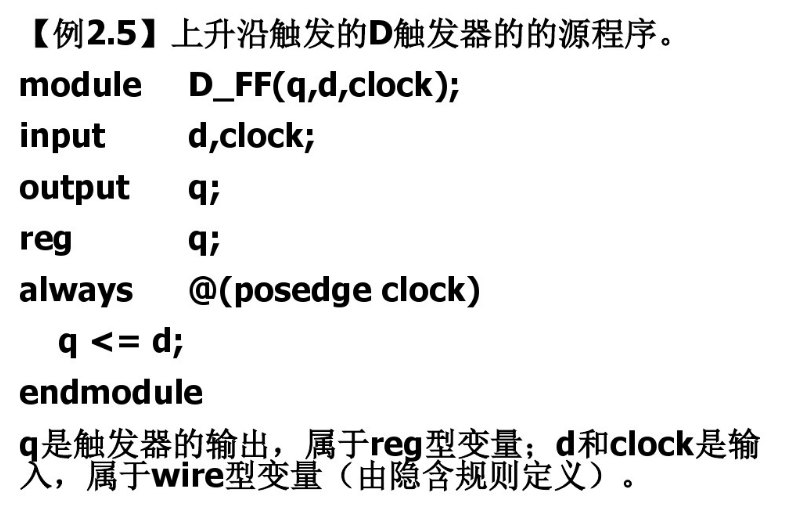 【例2.5】上升沿触发的D触发器的的源程序。
module D_FF(q,d,clock);
input d,clock;
output q;
reg q;
always @(posedge clock)
q <= d;
endmodule
q是触发器的输出，属于reg型变量；d和clock是输
入，属于wire型变量（由隐含规则定义）。